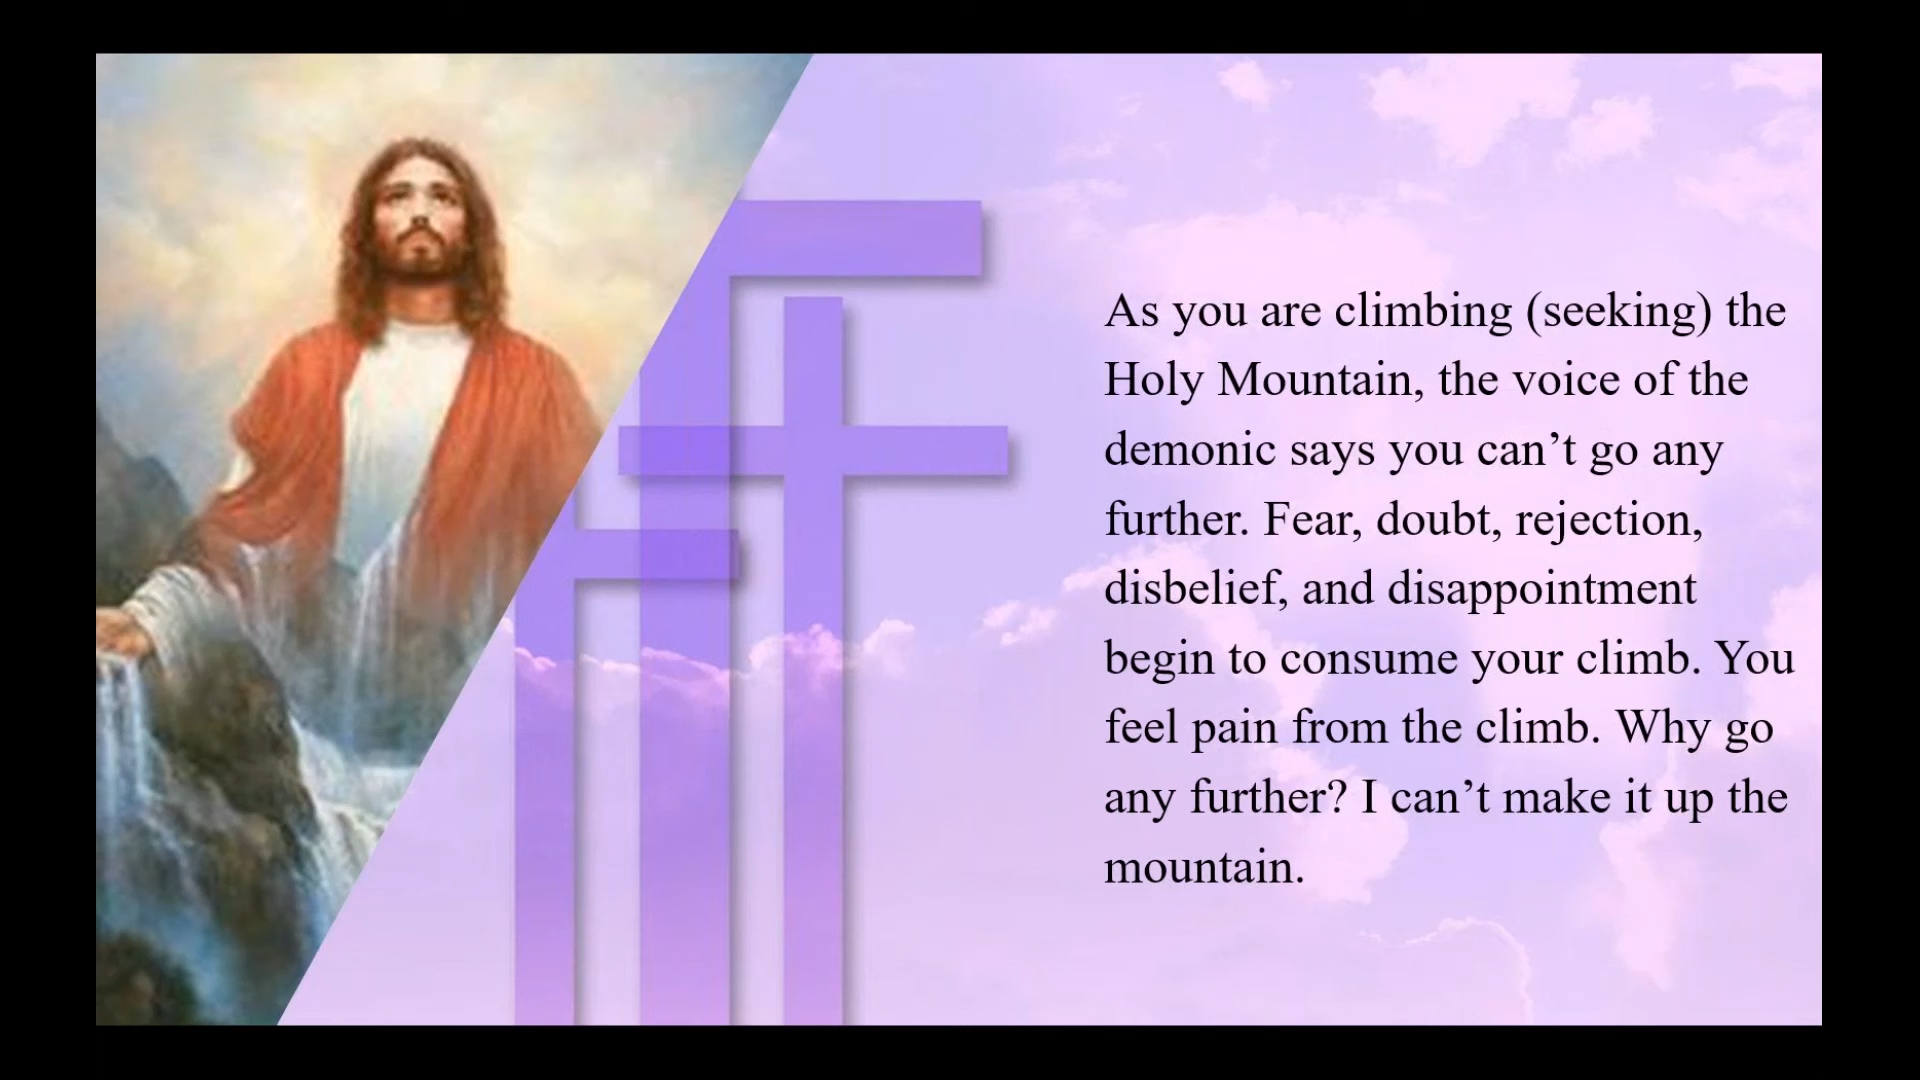 As you are climbing (seeking) the
Holy Mountain, the voice of the
demonic says you can’t go any
further. Fear, doubt, rejection,
disbelief, and disappointment
begin to consume your climb. You
feel pain from the climb. Why go
any further? I can’t make it up the
mountain.